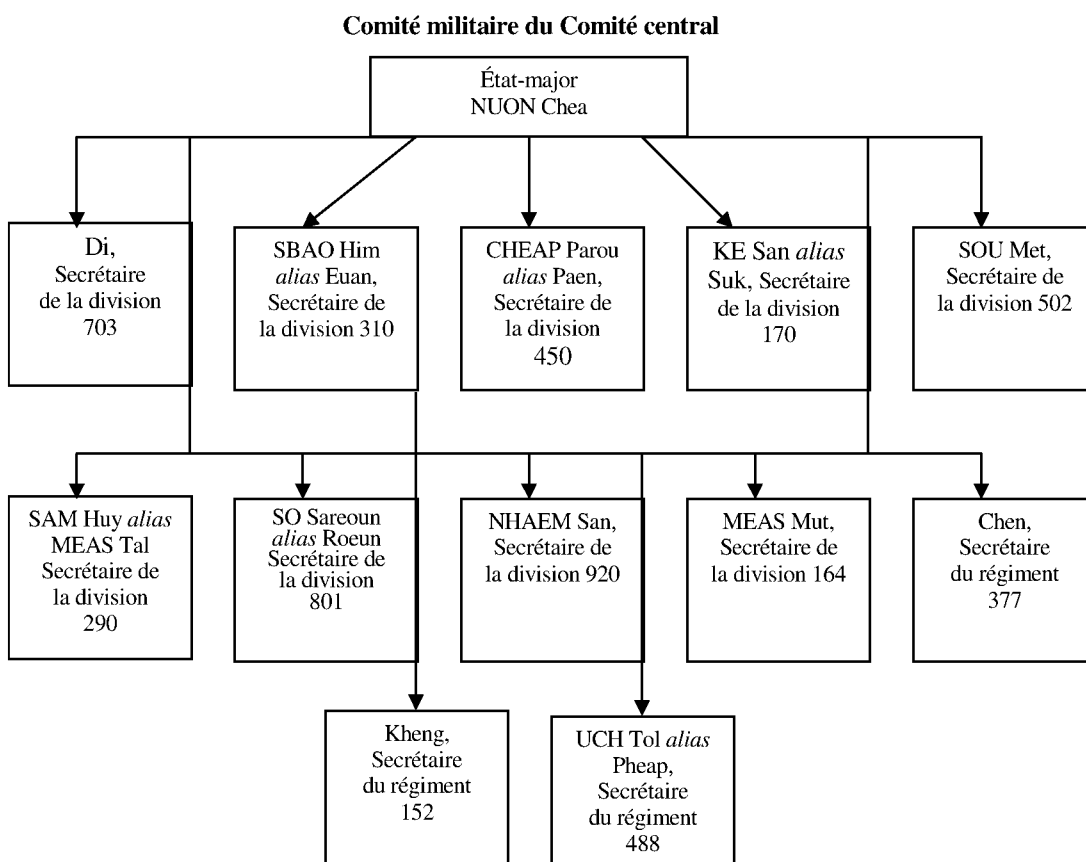 Comité militaire du Comité central
État-major
NUON Chea
Di,
Secrétaire
de la division
703
SBAO Him
alias Euan,
Secrétaire de
la division 310
CHEAP Parou
alias Paen,
Secrétaire de
la division
450
KE San alias
Suk, Secrétaire
de la division
170
SOU Met,
Secrétaire de
la division 502
SAM Huy alias
MEAS Tal
Secrétaire de
la division
290
SO Sareoun
alias Roeun
Secrétaire de
la division
801
NHAEM San,
Secrétaire de
la division 920
MEAS Mut,
Secrétaire de
la division 164
Chen,
Secrétaire
du régiment
377
Kheng,
Secrétaire
du régiment
152
UCH Tol alias
Pheap,
Secrétaire
du régiment
488